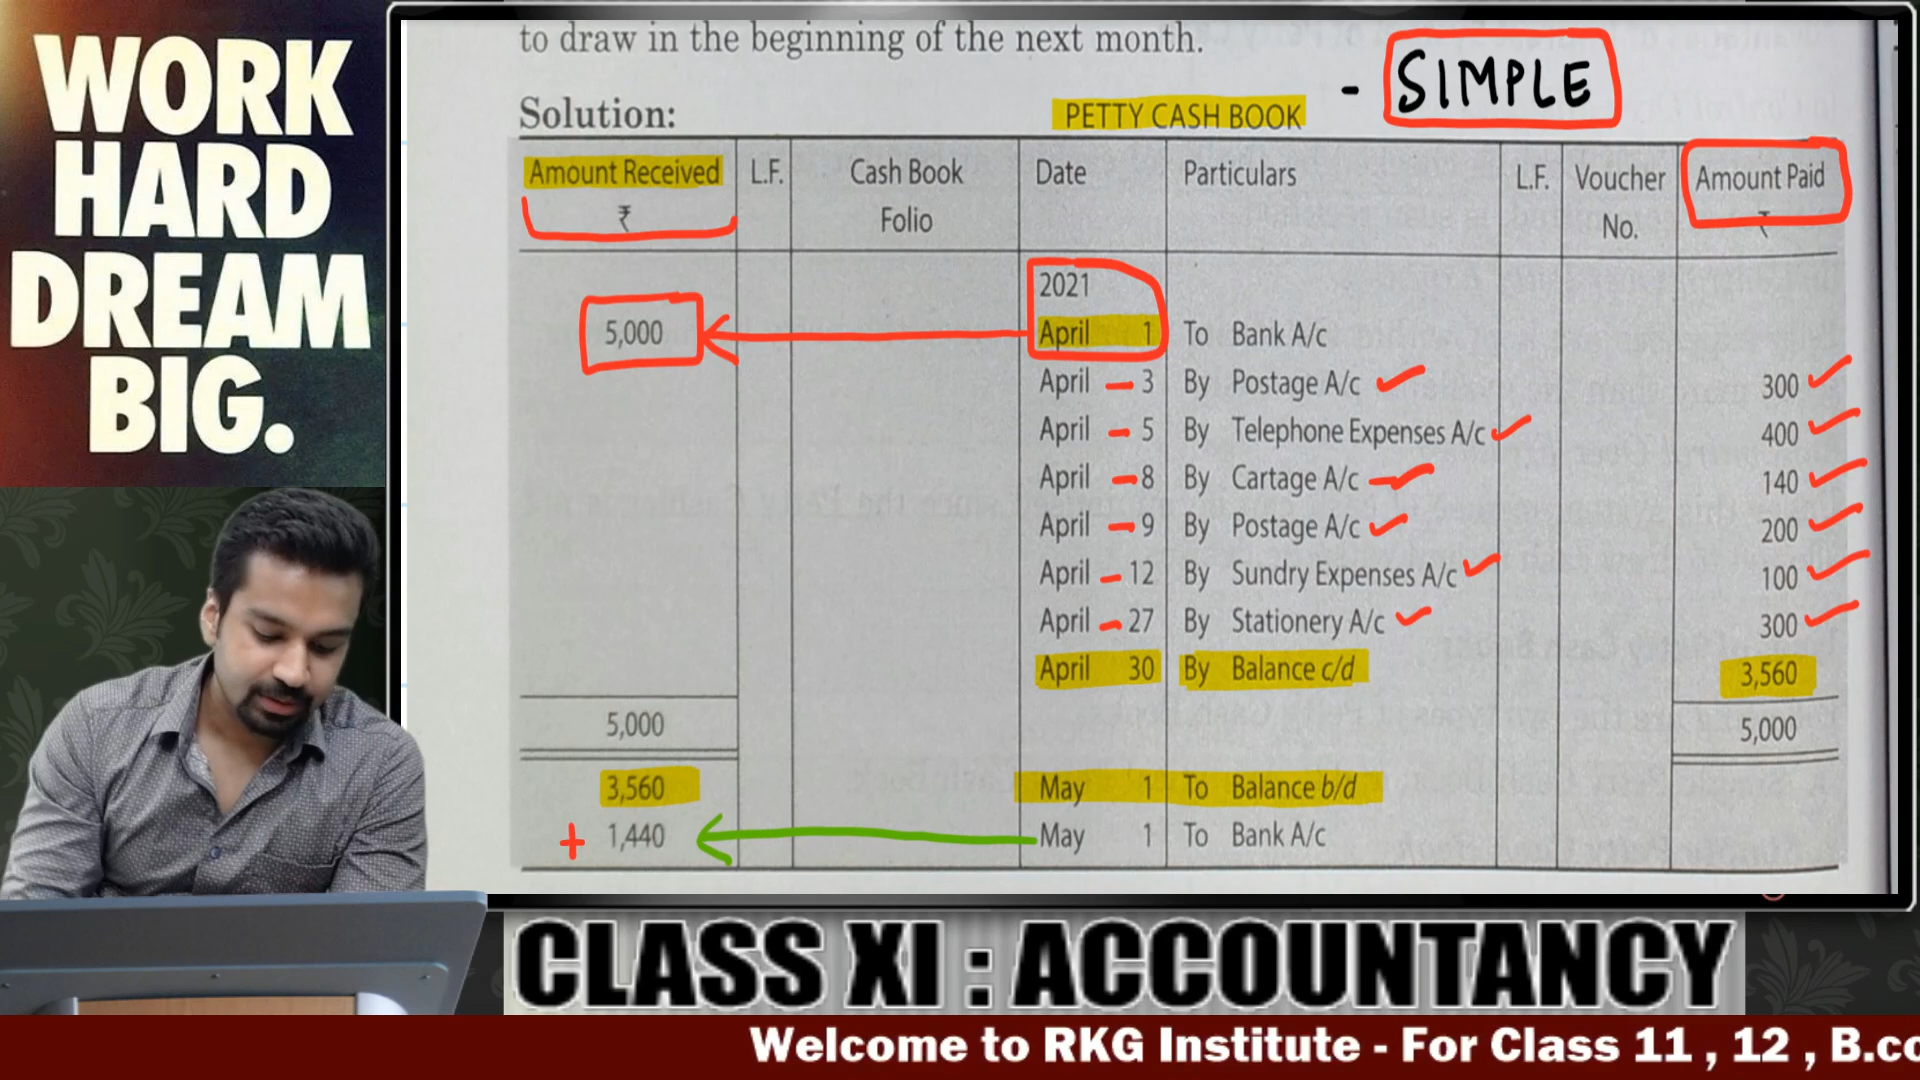 WORK
HARD
DREAM
BIG.
to draw in the beginning of the next month.
Solution: PETTY CASH BOOK - SIMPLE
Amount Received ₹ L.F. Cash Book Folio Date Particulars L.F. Voucher No. Amount Paid ₹
2021
5,000 April 1 To Bank A/c
April 3 By Postage A/c 300
April 5 By Telephone Expenses A/c 400
April 8 By Cartage A/c 140
April 9 By Postage A/c 200
April 12 By Sundry Expenses A/c 100
April 27 By Stationery A/c 300
April 30 By Balance c/d 3,560
5,000 5,000
3,560 May 1 To Balance b/d
+ 1,440 May 1 To Bank A/c
CLASS XI : ACCOUNTANCY
Welcome to RKG Institute - For Class 11 , 12 , B.co